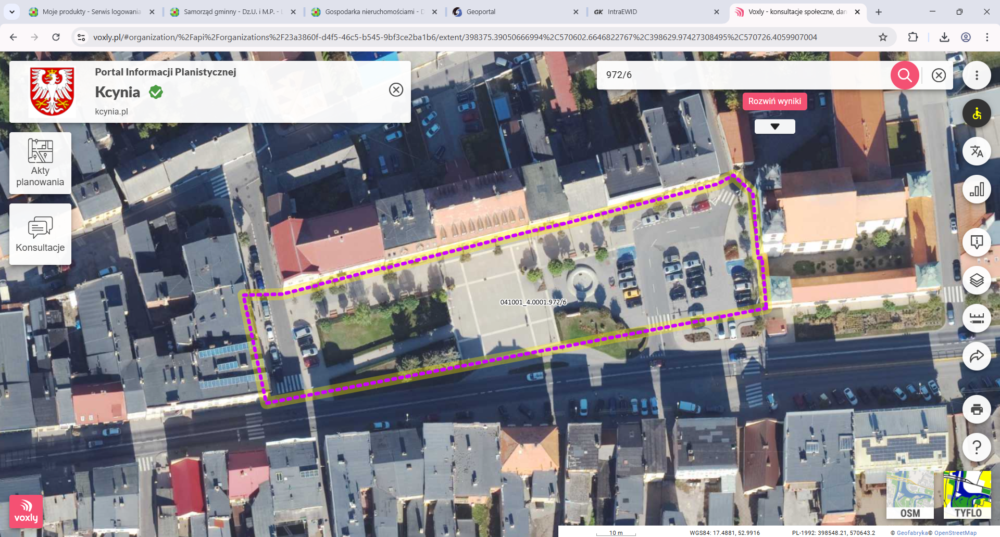 Moje produkty - Serwis logowania
Samorząd gminny - Dz.U. i M.P. -
Gospodarka nieruchomościami - D
Geoportal
GK IntraEWID
Voxly - konsultacje społeczne, dan
voxly.pl/#organization/%2Fapi%2Forganizations%2F23a3860f-d4f5-46c5-b545-9bf3ce2ba1b6/extent/398375.39050666994%2C570602.6646822767%2C398629.97427308495%2C570726.4059907004
Portal Informacji Planistycznej
Kcynia
kcynia.pl
972/6
Rozwiń wyniki
Akty
planowania
Konsultacje
041001_4.0001.972/6
voxly
OSM
TYFLO
10 m
WGS84: 17.4881, 52.9916
PL-1992: 398548.21, 570643.2
© Geofabryka© OpenStreetMap